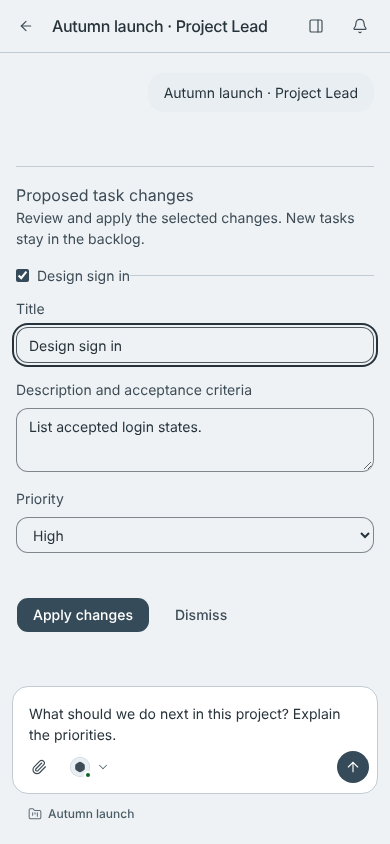 Autumn launch · Project Lead
Autumn launch · Project Lead
Proposed task changes
Review and apply the selected changes. New tasks
stay in the backlog.
Design sign in
Title
Design sign in
Description and acceptance criteria
List accepted login states.
Priority
High
Apply changes
Dismiss
What should we do next in this project? Explain
the priorities.
Autumn launch